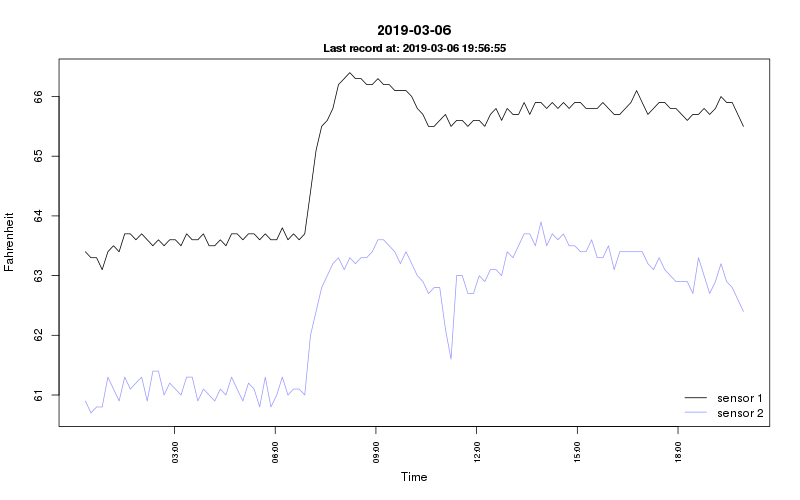 2019-03-06
Last record at: 2019-03-06 19:56:55
Fahrenheit
66
65
64
63
62
61
sensor 1
sensor 2
03:00
06:00
09:00
12:00
15:00
18:00
Time